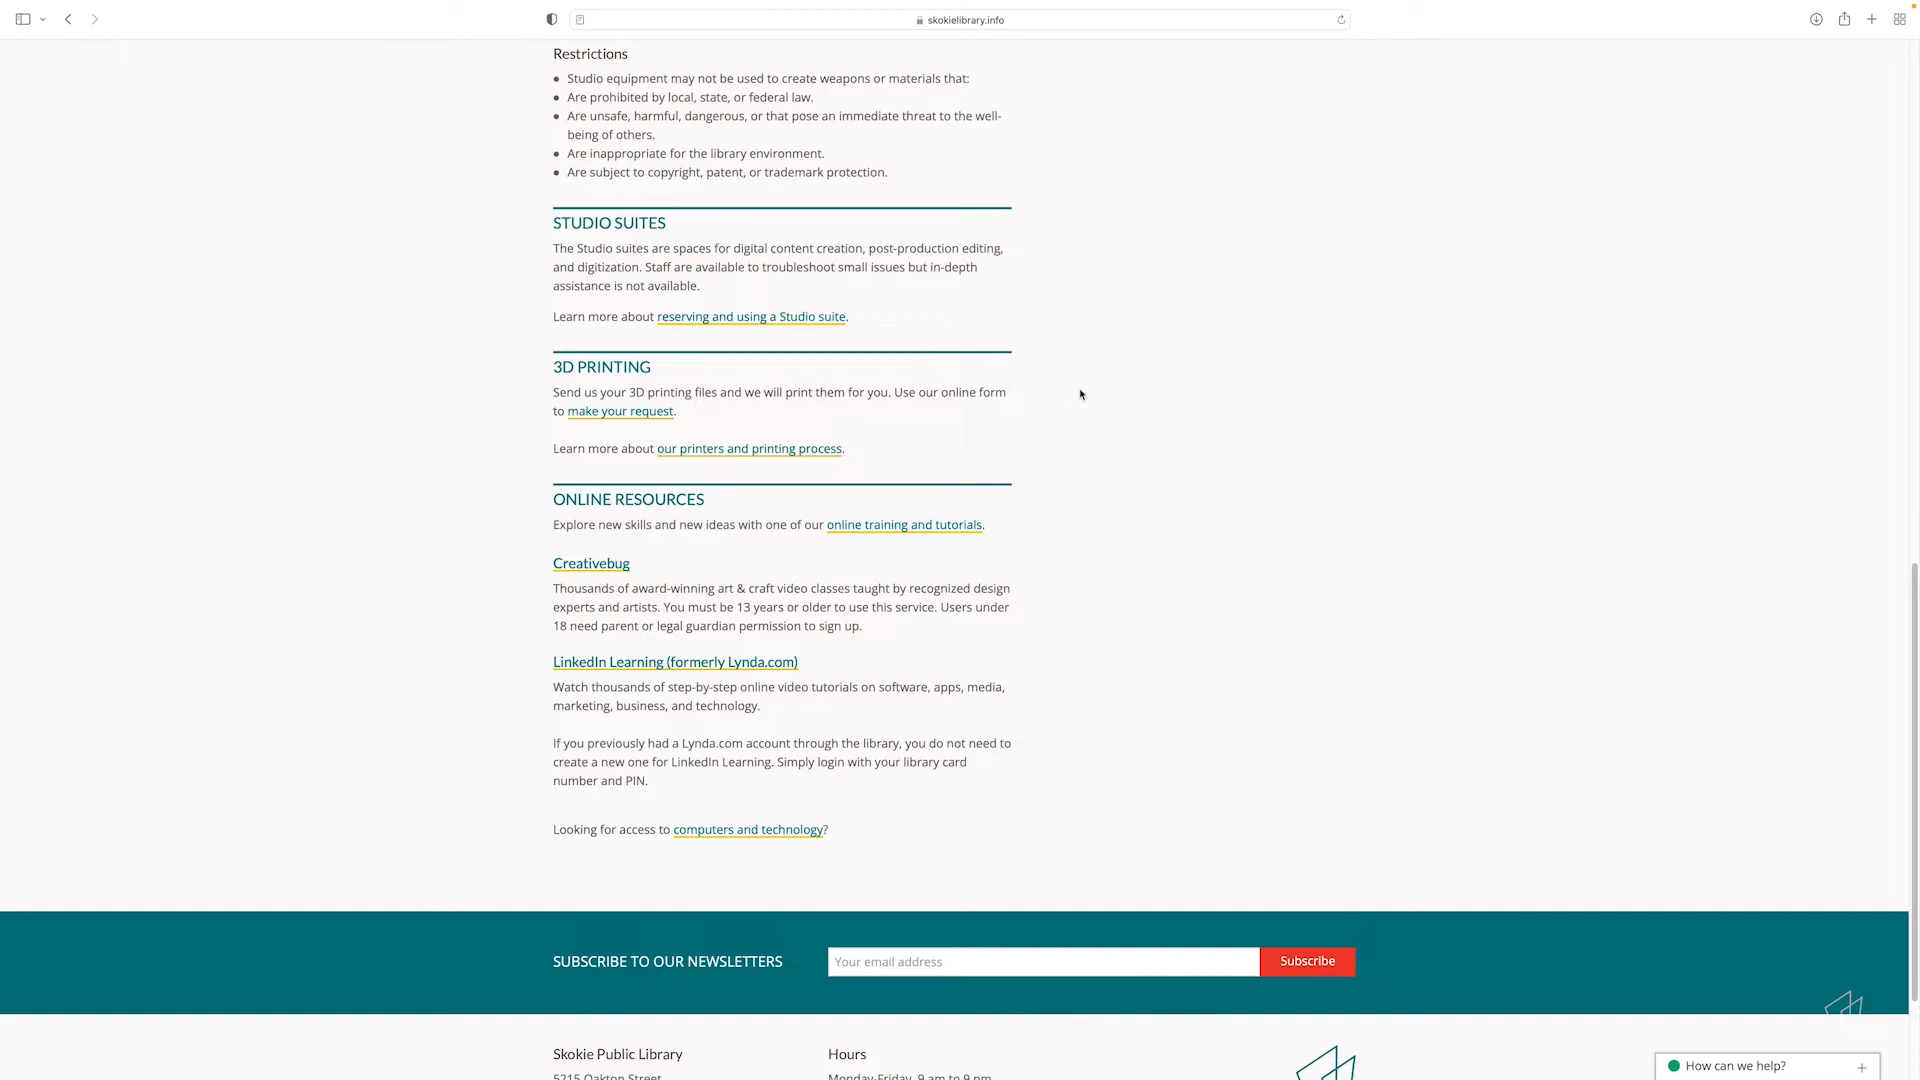 skokielibrary.info
Restrictions
Studio equipment may not be used to create weapons or materials that:
Are prohibited by local, state, or federal law.
Are unsafe, harmful, dangerous, or that pose an immediate threat to the well-
being of others.
Are inappropriate for the library environment.
Are subject to copyright, patent, or trademark protection.
STUDIO SUITES
The Studio suites are spaces for digital content creation, post-production editing,
and digitization. Staff are available to troubleshoot small issues but in-depth
assistance is not available.
Learn more about reserving and using a Studio suite.
3D PRINTING
Send us your 3D printing files and we will print them for you. Use our online form
to make your request.
Learn more about our printers and printing process.
ONLINE RESOURCES
Explore new skills and new ideas with one of our online training and tutorials.
Creativebug
Thousands of award-winning art & craft video classes taught by recognized design
experts and artists. You must be 13 years or older to use this service. Users under
18 need parent or legal guardian permission to sign up.
LinkedIn Learning (formerly Lynda.com)
Watch thousands of step-by-step online video tutorials on software, apps, media,
marketing, business, and technology.
If you previously had a Lynda.com account through the library, you do not need to
create a new one for LinkedIn Learning. Simply login with your library card
number and PIN.
Looking for access to computers and technology?
SUBSCRIBE TO OUR NEWSLETTERS
Your email address
Subscribe
Skokie Public Library
5215 Oakton Street
Hours
Monday-Friday, 9 am to 9 pm
How can we help?